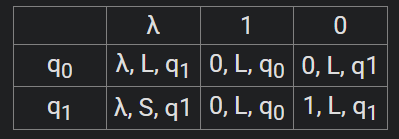 λ 1 0
q₀ λ, L, q₁ 0, L, q₀ 0, L, q1
q₁ λ, S, q1 0, L, q₀ 1, L, q₁